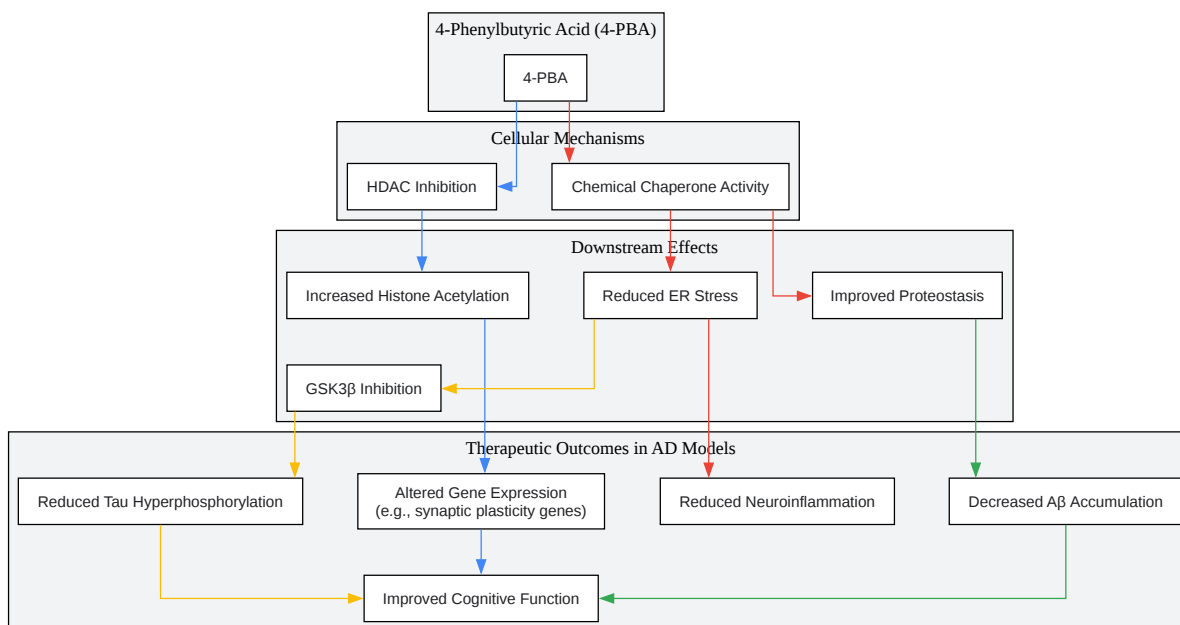 4-Phenylbutyric Acid (4-PBA)
4-PBA
Cellular Mechanisms
HDAC Inhibition
Chemical Chaperone Activity
Downstream Effects
Increased Histone Acetylation
Reduced ER Stress
Improved Proteostasis
GSK3β Inhibition
Therapeutic Outcomes in AD Models
Reduced Tau Hyperphosphorylation
Altered Gene Expression
(e.g., synaptic plasticity genes)
Reduced Neuroinflammation
Decreased Aβ Accumulation
Improved Cognitive Function